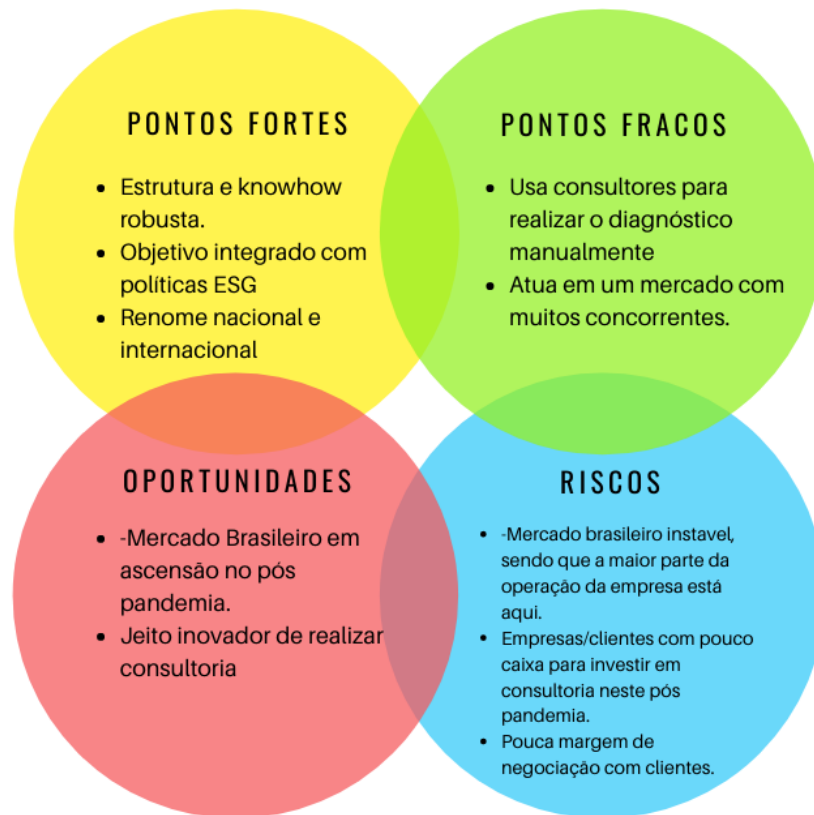 PONTOS FORTES
• Estrutura e knowhow
robusta.
• Objetivo integrado com
políticas ESG
• Renome nacional e
internacional
PONTOS FRACOS
• Usa consultores para
realizar o diagnóstico
manualmente
• Atua em um mercado com
muitos concorrentes.
OPORTUNIDADES
• -Mercado Brasileiro em
ascensão no pós
pandemia.
• Jeito inovador de realizar
consultoria
RISCOS
• -Mercado brasileiro instavel,
sendo que a maior parte da
operação da empresa está
aqui.
• Empresas/clientes com pouco
caixa para investir em
consultoria neste pós
pandemia.
• Pouca margem de
negociação com clientes.